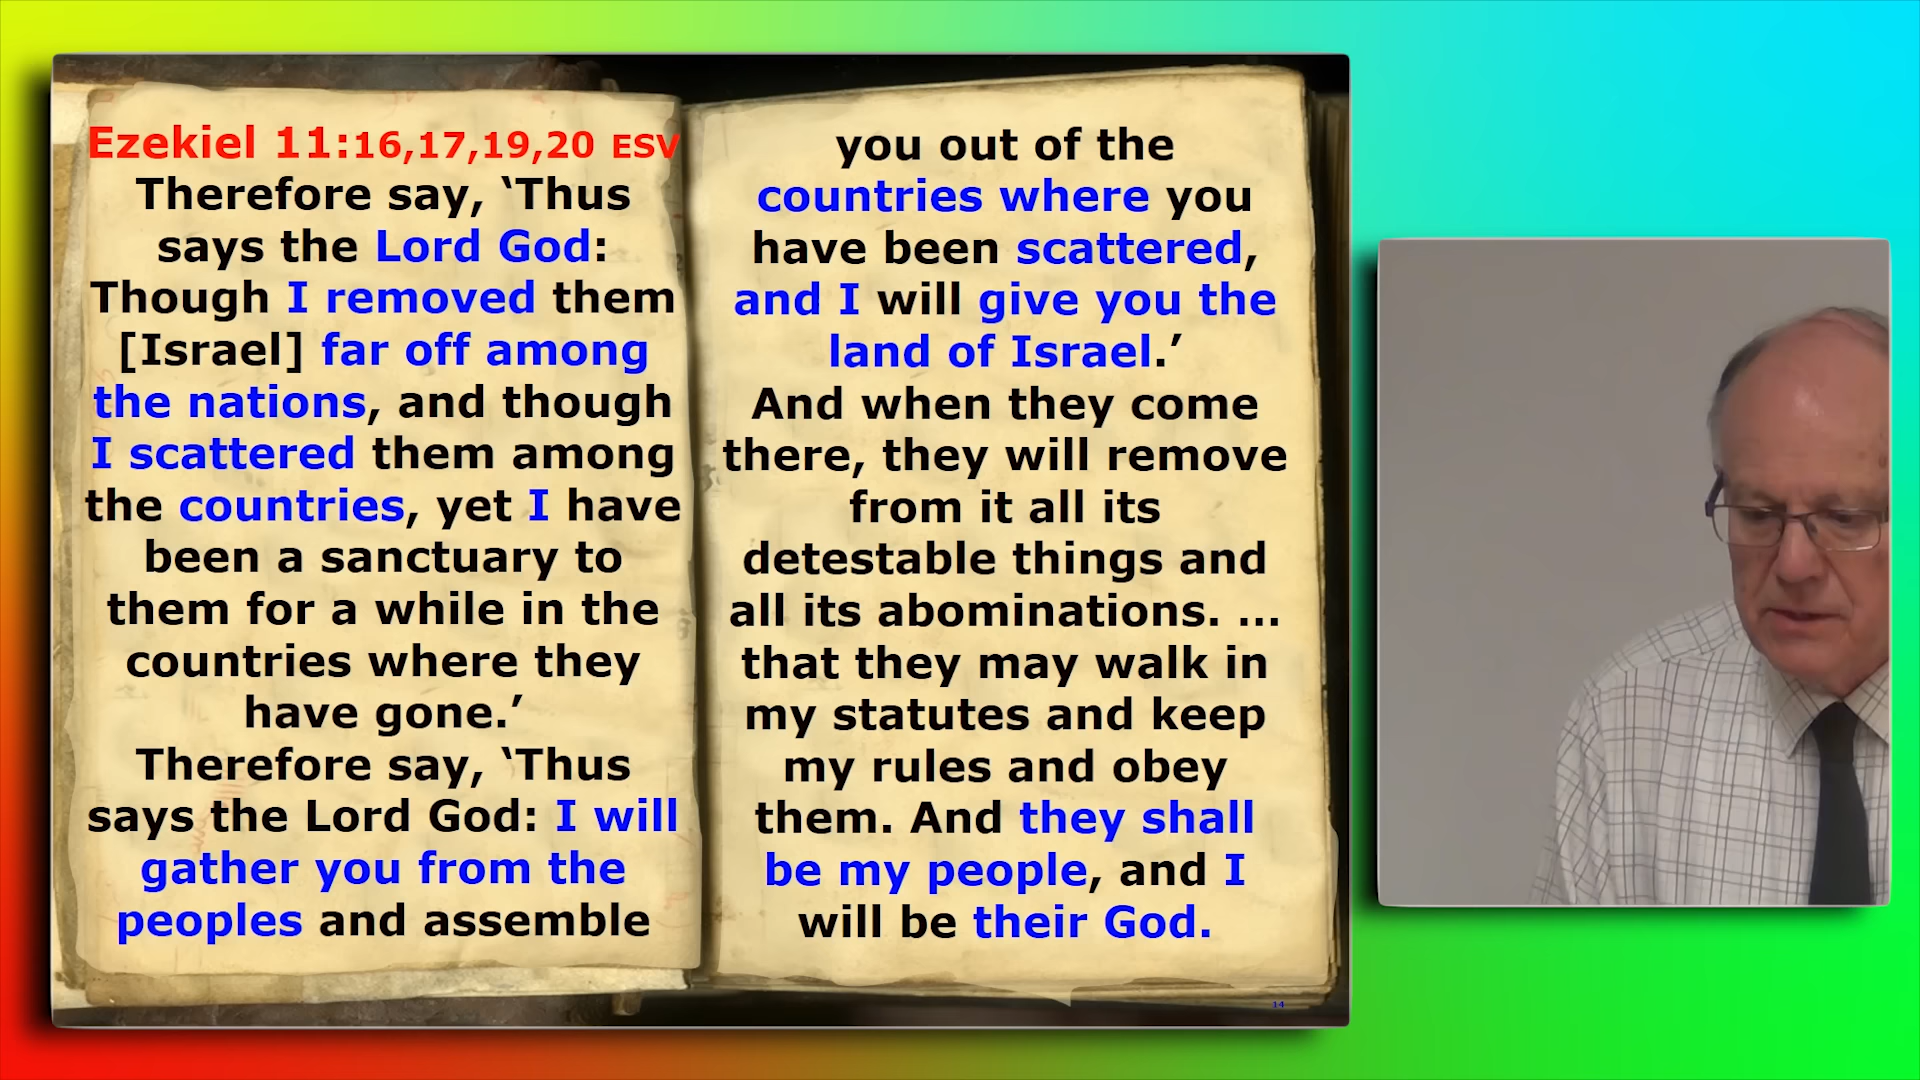 Ezekiel 11:16,17,19,20 ESV
Therefore say, ‘Thus
says the Lord God:
Though I removed them
[Israel] far off among
the nations, and though
I scattered them among
the countries, yet I have
been a sanctuary to
them for a while in the
countries where they
have gone.’
Therefore say, ‘Thus
says the Lord God: I will
gather you from the
peoples and assemble
you out of the
countries where you
have been scattered,
and I will give you the
land of Israel.’
And when they come
there, they will remove
from it all its
detestable things and
all its abominations. ...
that they may walk in
my statutes and keep
my rules and obey
them. And they shall
be my people, and I
will be their God.
14